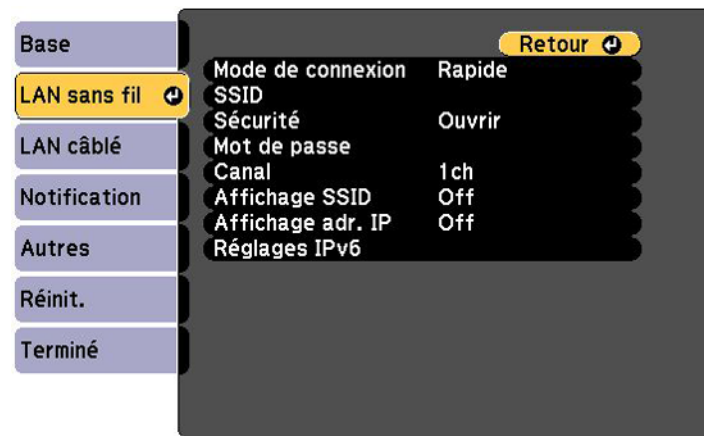 Base
LAN sans fil
LAN câblé
Notification
Autres
Réinit.
Terminé
Retour
Mode de connexion Rapide
SSID
Sécurité Ouvrir
Mot de passe
Canal 1ch
Affichage SSID Off
Affichage adr. IP Off
Réglages IPv6